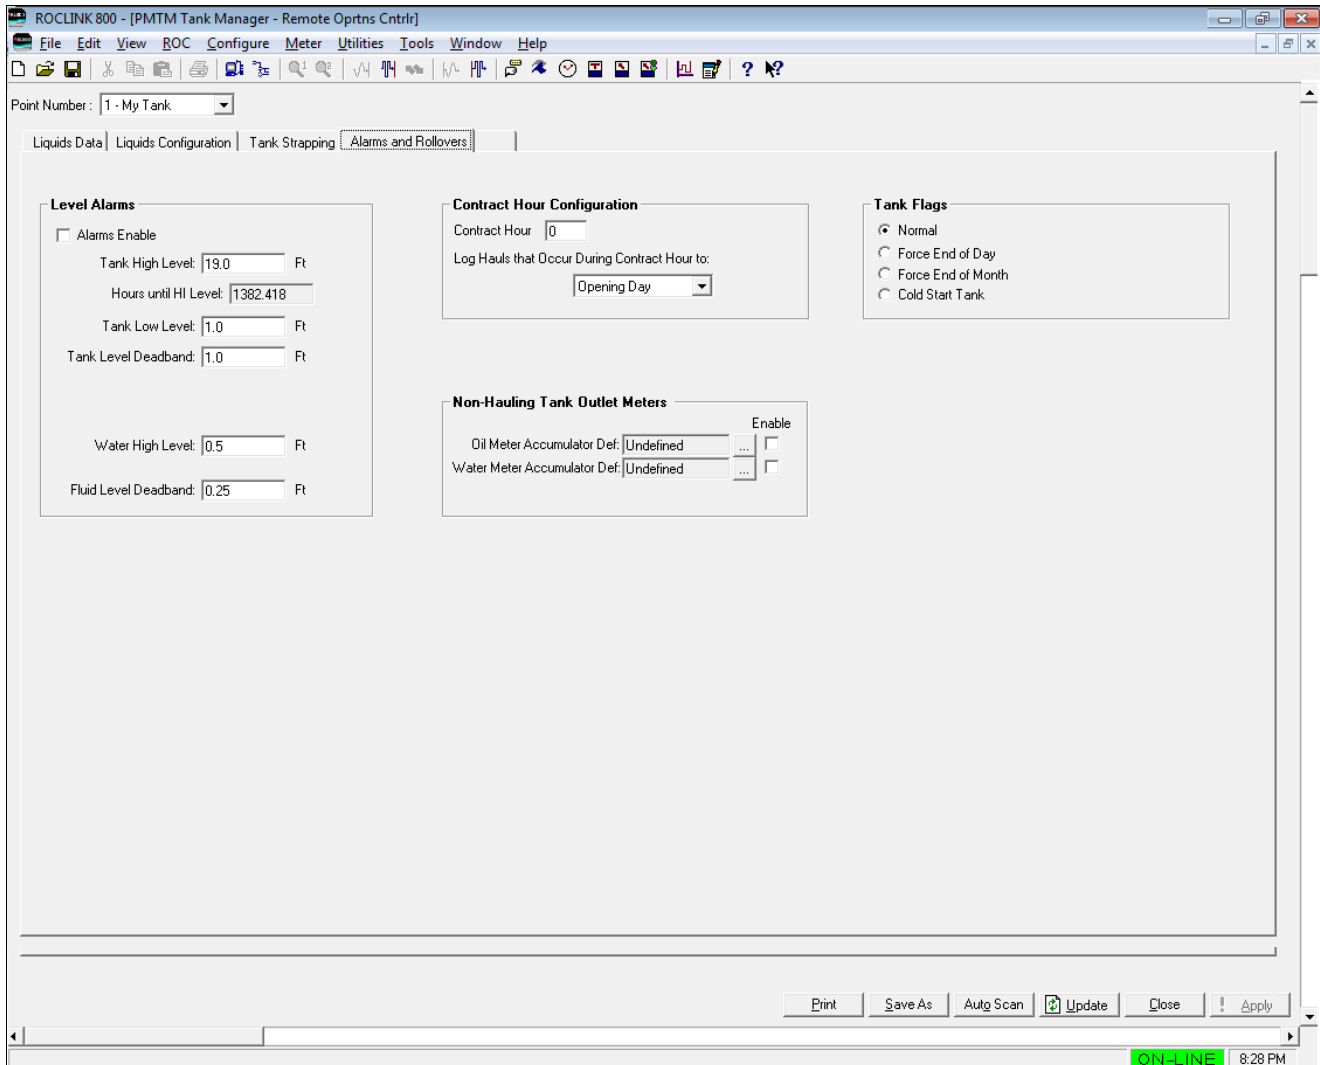 ROCLINK 800 - [PMTM Tank Manager - Remote Oprtns Cntrlr]
File Edit View ROC Configure Meter Utilities Tools Window Help
Point Number : 1 - My Tank
Liquids Data Liquids Configuration Tank Strapping Alarms and Rollovers
Level Alarms
Alarms Enable
Tank High Level: 19.0 Ft
Hours until HI Level: 1382.418
Tank Low Level: 1.0 Ft
Tank Level Deadband: 1.0 Ft
Water High Level: 0.5 Ft
Fluid Level Deadband: 0.25 Ft
Contract Hour Configuration
Contract Hour 0
Log Hauls that Occur During Contract Hour to:
Opening Day
Non-Hauling Tank Outlet Meters
Enable
Oil Meter Accumulator Def: Undefined ...
Water Meter Accumulator Def: Undefined ...
Tank Flags
Normal
Force End of Day
Force End of Month
Cold Start Tank
Print Save As Auto Scan Update Close ! Apply
ON-LINE 8:28 PM